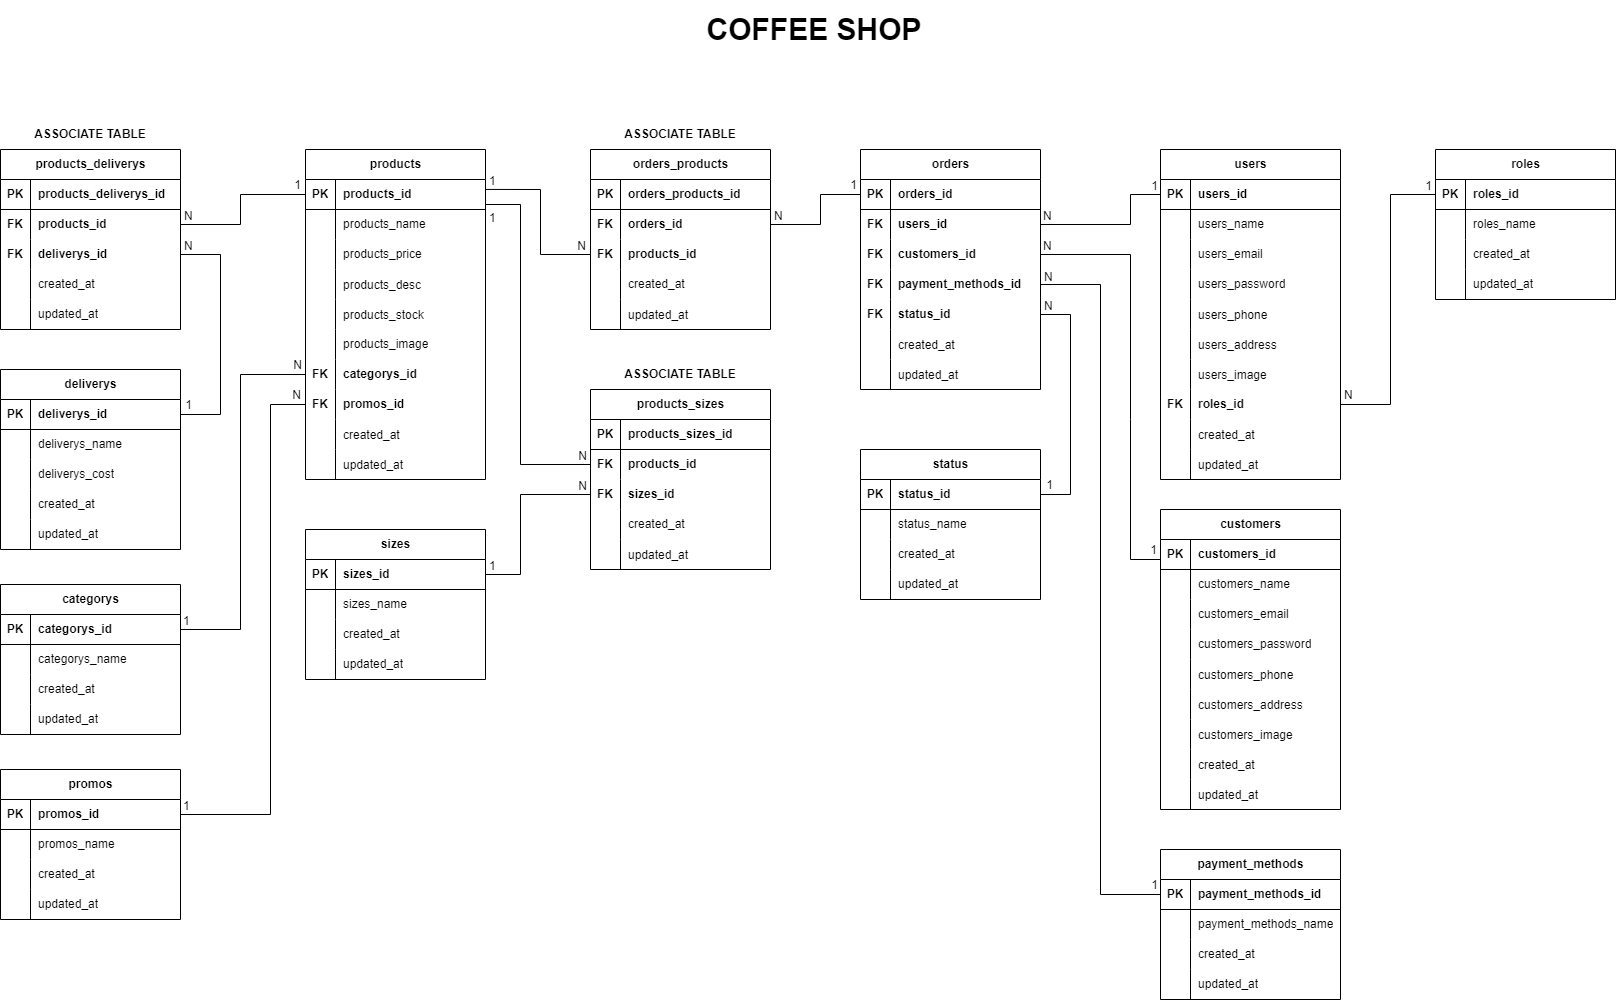 COFFEE SHOP
ASSOCIATE TABLE
products_deliverys
PK products_deliverys_id
FK products_id
FK deliverys_id
created_at
updated_at
N
N
deliverys
PK deliverys_id
deliverys_name
deliverys_cost
created_at
updated_at
1
categorys
PK categorys_id
categorys_name
created_at
updated_at
1
promos
PK promos_id
promos_name
created_at
updated_at
1
products
1
PK products_id
products_name
products_price
products_desc
products_stock
products_image
FK categorys_id
FK promos_id
created_at
updated_at
1
1
N
N
sizes
PK sizes_id
sizes_name
created_at
updated_at
1
ASSOCIATE TABLE
orders_products
PK orders_products_id
FK orders_id
FK products_id
created_at
updated_at
N
N
ASSOCIATE TABLE
products_sizes
PK products_sizes_id
FK products_id
FK sizes_id
created_at
updated_at
N
N
orders
1
PK orders_id
FK users_id
FK customers_id
FK payment_methods_id
FK status_id
created_at
updated_at
N
N
N
N
status
PK status_id
status_name
created_at
updated_at
1
users
1
PK users_id
users_name
users_email
users_password
users_phone
users_address
users_image
FK roles_id
created_at
updated_at
N
customers
1
PK customers_id
customers_name
customers_email
customers_password
customers_phone
customers_address
customers_image
created_at
updated_at
payment_methods
1
PK payment_methods_id
payment_methods_name
created_at
updated_at
roles
1
PK roles_id
roles_name
created_at
updated_at